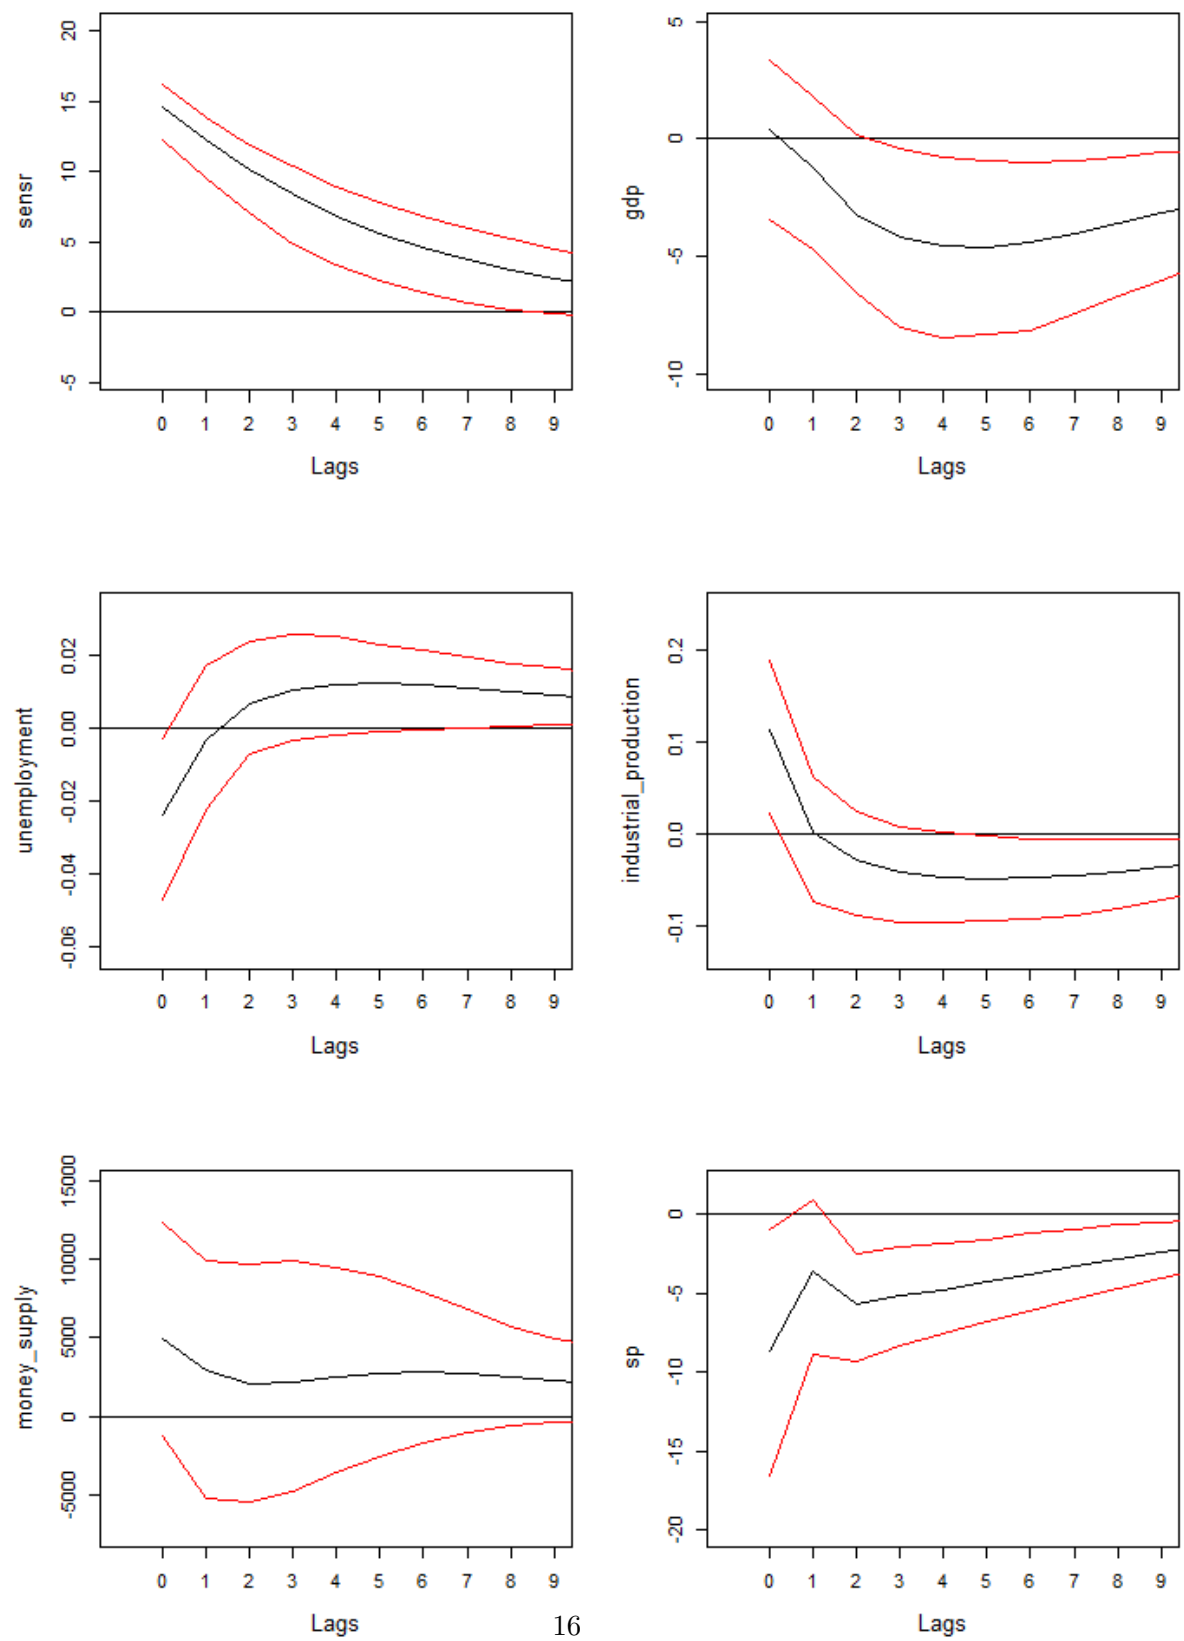 sensr
20
15
10
5
0
-5
0 1 2 3 4 5 6 7 8 9
Lags
gdp
5
0
-5
-10
0 1 2 3 4 5 6 7 8 9
Lags
unemployment
0.02
0.00
-0.02
-0.04
-0.06
0 1 2 3 4 5 6 7 8 9
Lags
industrial_production
0.2
0.1
0.0
-0.1
0 1 2 3 4 5 6 7 8 9
Lags
money_supply
15000
10000
5000
0
-5000
0 1 2 3 4 5 6 7 8 9
Lags
sp
0
-5
-10
-15
-20
0 1 2 3 4 5 6 7 8 9
Lags
16